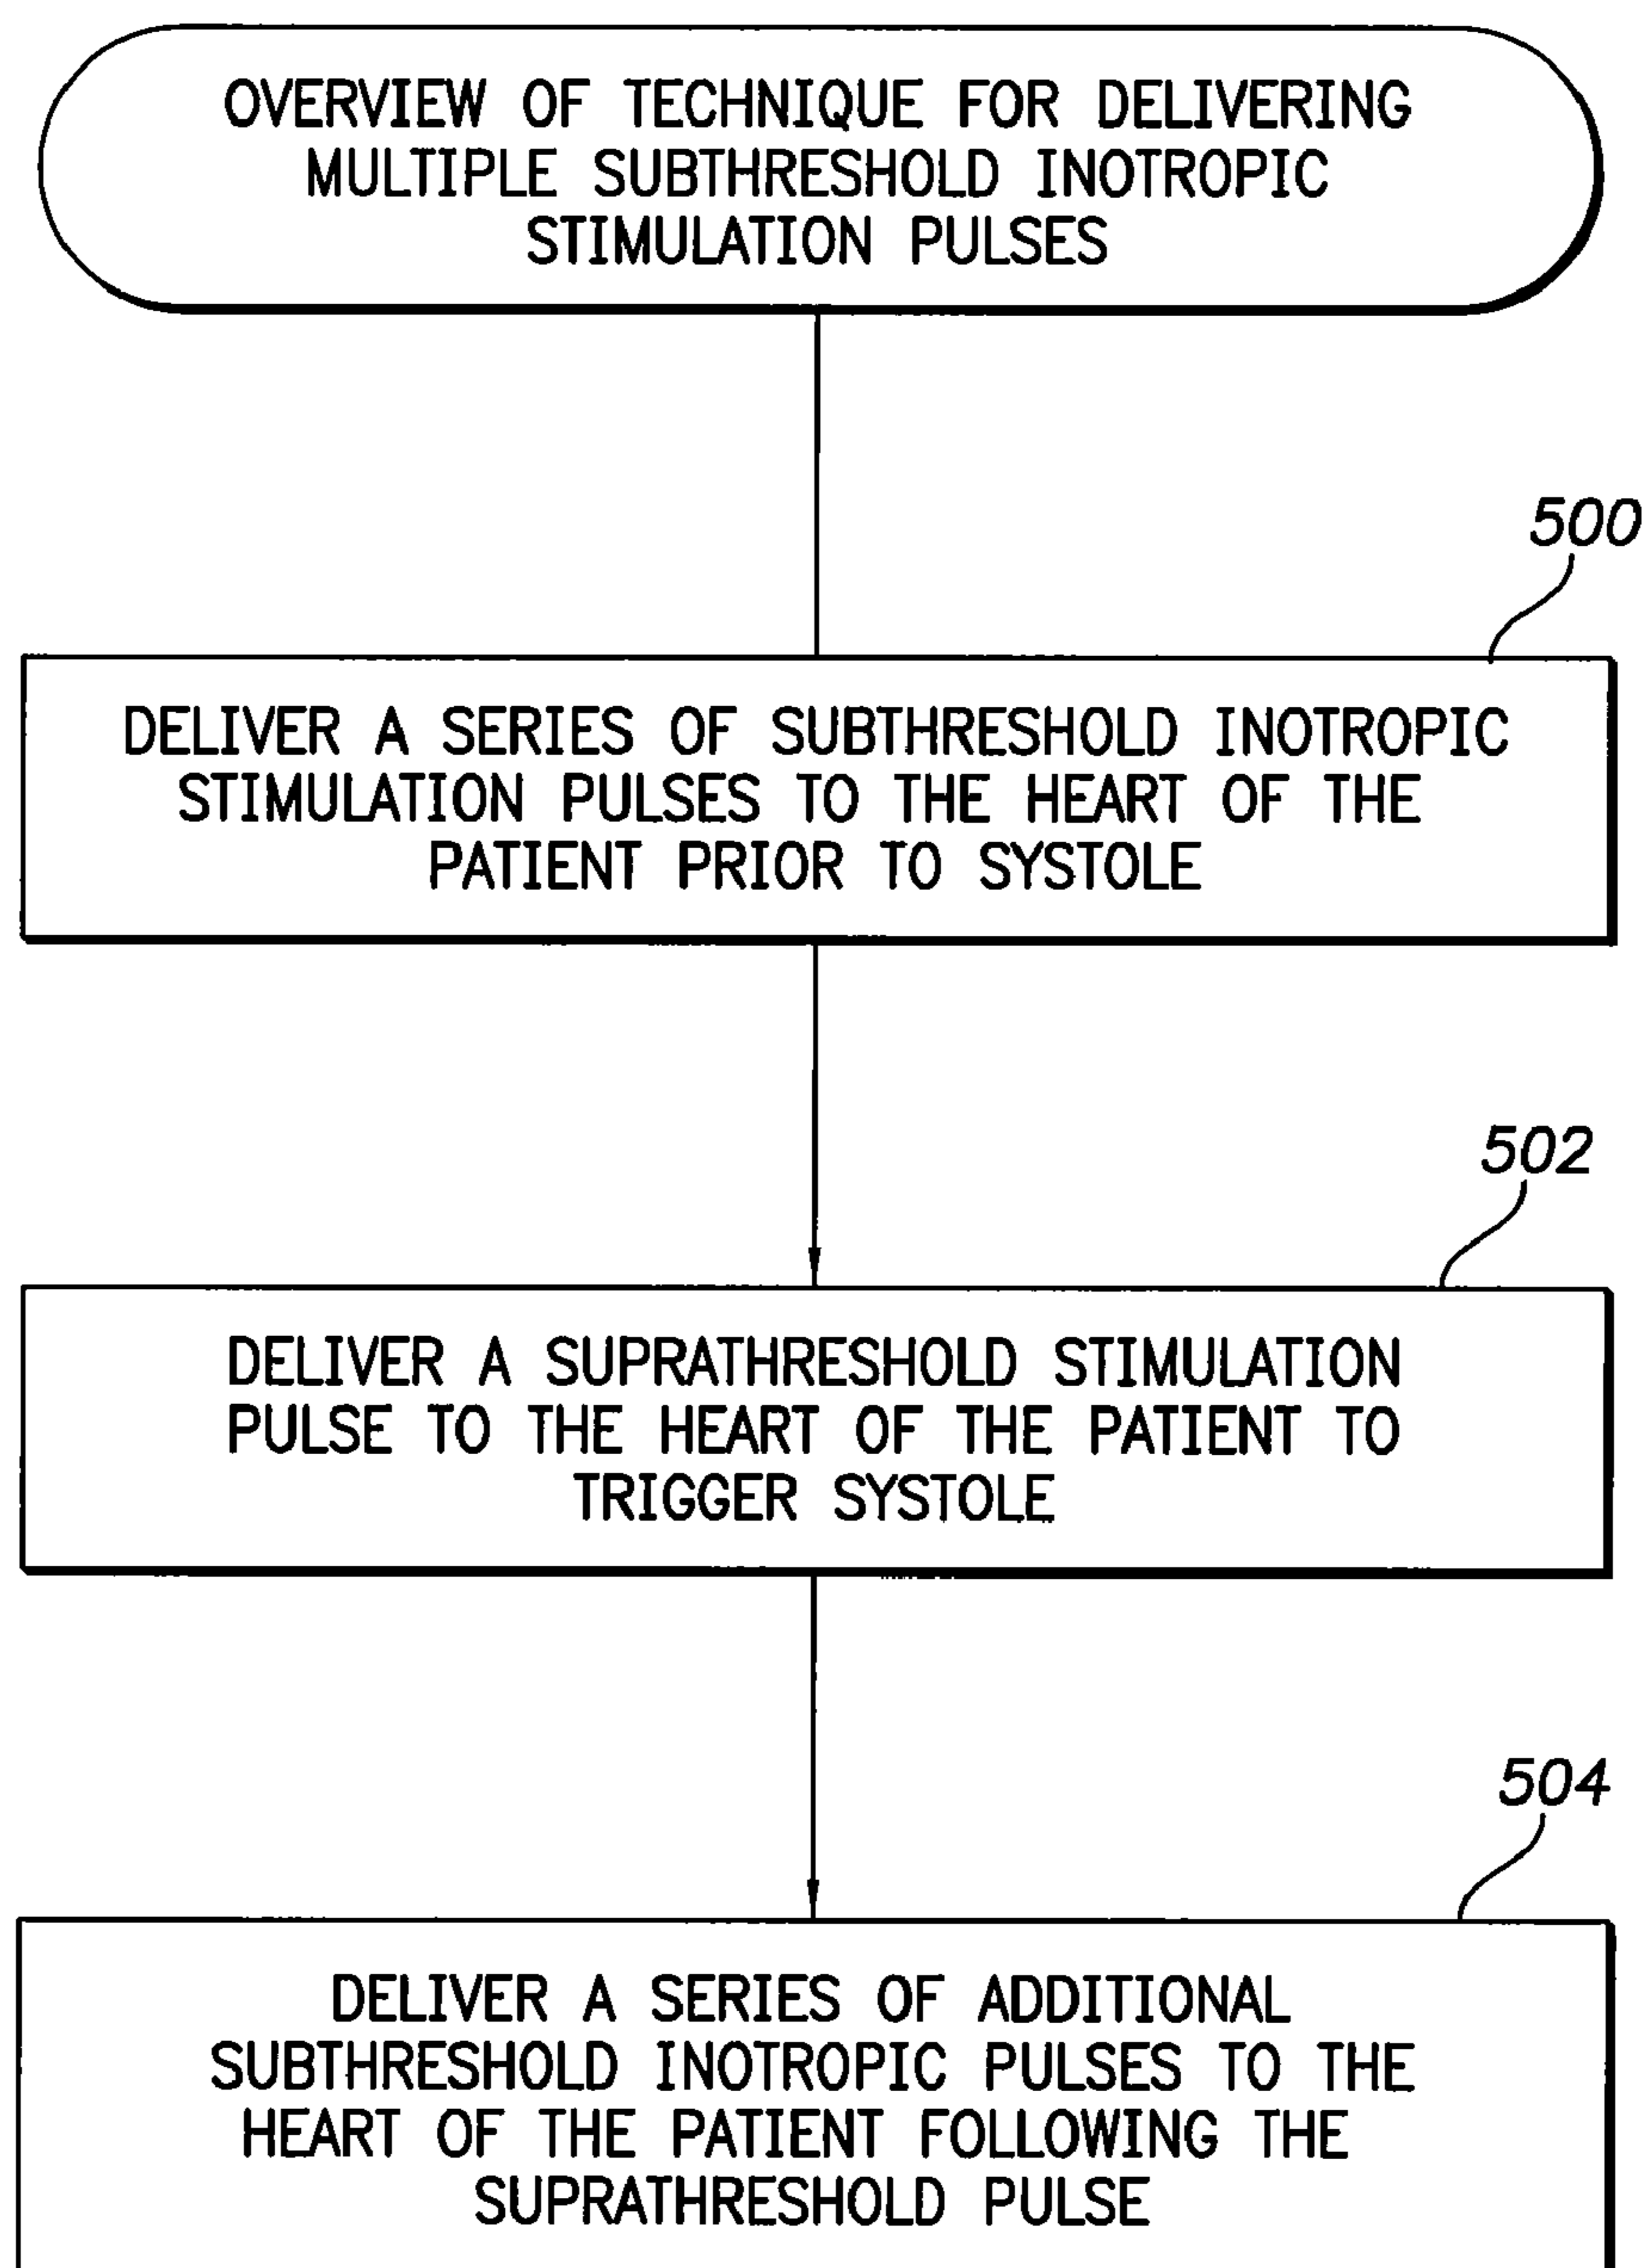 OVERVIEW OF TECHNIQUE FOR DELIVERING
MULTIPLE SUBTHRESHOLD INOTROPIC
STIMULATION PULSES
500
DELIVER A SERIES OF SUBTHRESHOLD INOTROPIC
STIMULATION PULSES TO THE HEART OF THE
PATIENT PRIOR TO SYSTOLE
502
DELIVER A SUPRATHRESHOLD STIMULATION
PULSE TO THE HEART OF THE PATIENT TO
TRIGGER SYSTOLE
504
DELIVER A SERIES OF ADDITIONAL
SUBTHRESHOLD INOTROPIC PULSES TO THE
HEART OF THE PATIENT FOLLOWING THE
SUPRATHRESHOLD PULSE